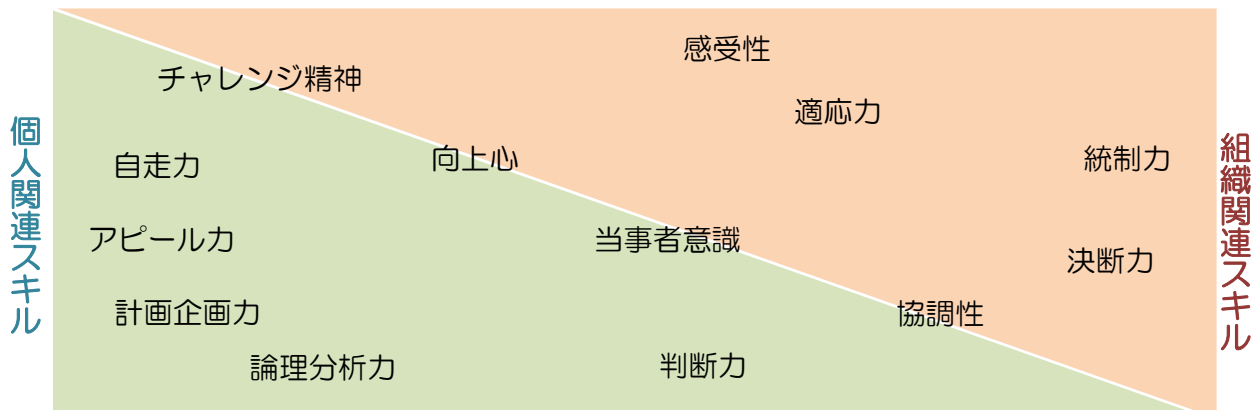 個人関連スキル
感受性
チャレンジ精神
適応力
向上心
統制力
自走力
アピール力
当事者意識
決断力
計画企画力
協調性
論理分析力
判断力
組織関連スキル